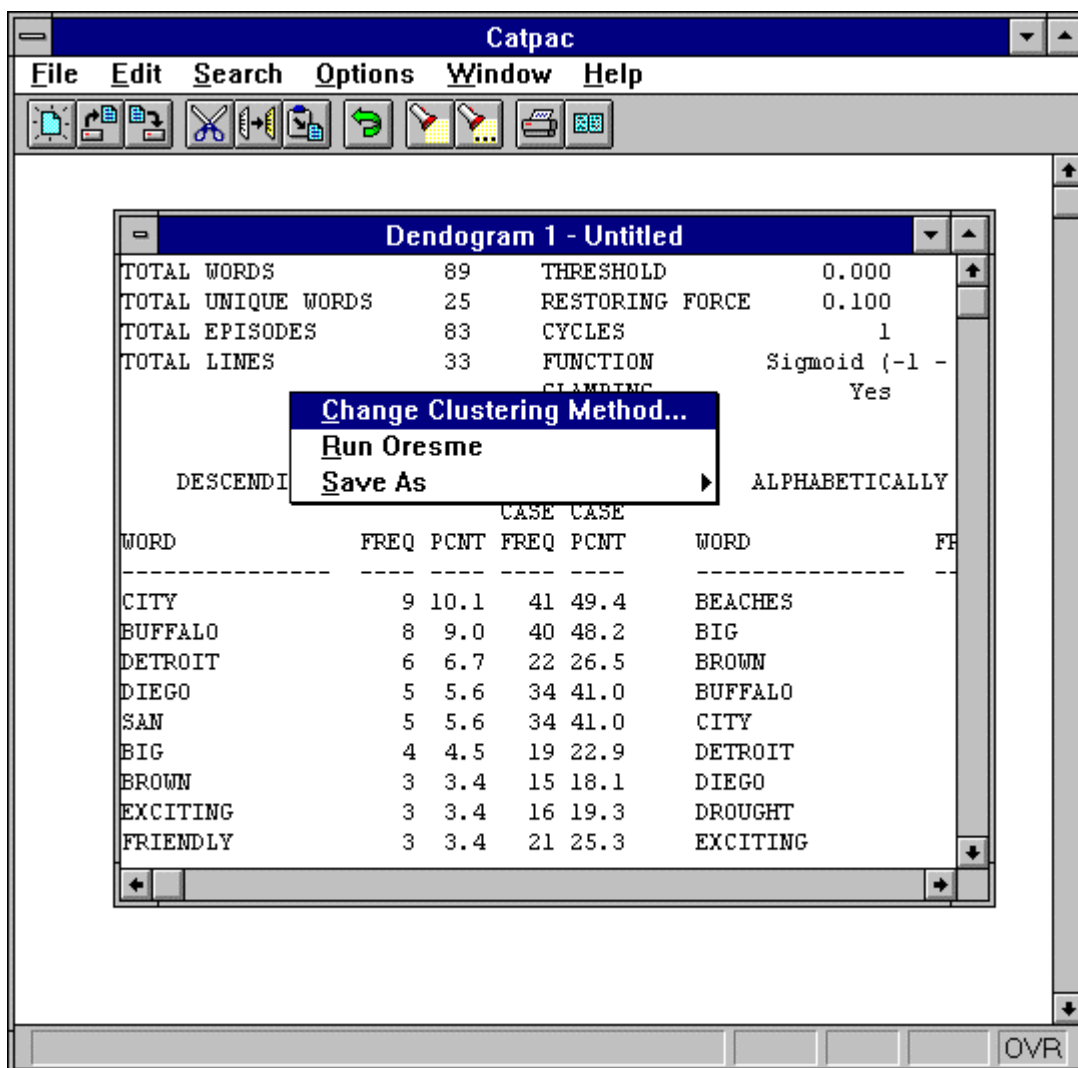 Catpac
File Edit Search Options Window Help
Dendogram 1 - Untitled
TOTAL WORDS 89 THRESHOLD 0.000
TOTAL UNIQUE WORDS 25 RESTORING FORCE 0.100
TOTAL EPISODES 83 CYCLES 1
TOTAL LINES 33 FUNCTION Sigmoid (-1 -
CLAMPING Yes
Change Clustering Method...
Run Oresme
Save As
DESCENDI ALPHABETICALLY
CASE CASE
WORD FREQ PCNT FREQ PCNT WORD FR
--------------- ---- ---- ---- ---- --------------- --
CITY 9 10.1 41 49.4 BEACHES
BUFFALO 8 9.0 40 48.2 BIG
DETROIT 6 6.7 22 26.5 BROWN
DIEGO 5 5.6 34 41.0 BUFFALO
SAN 5 5.6 34 41.0 CITY
BIG 4 4.5 19 22.9 DETROIT
BROWN 3 3.4 15 18.1 DIEGO
EXCITING 3 3.4 16 19.3 DROUGHT
FRIENDLY 3 3.4 21 25.3 EXCITING
OVR